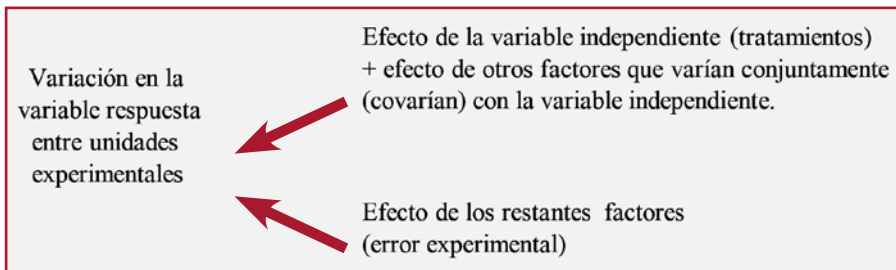 Variación en la
variable respuesta
entre unidades
experimentales
Efecto de la variable independiente (tratamientos)
+ efecto de otros factores que varían conjuntamente
(covarían) con la variable independiente.
Efecto de los restantes factores
(error experimental)